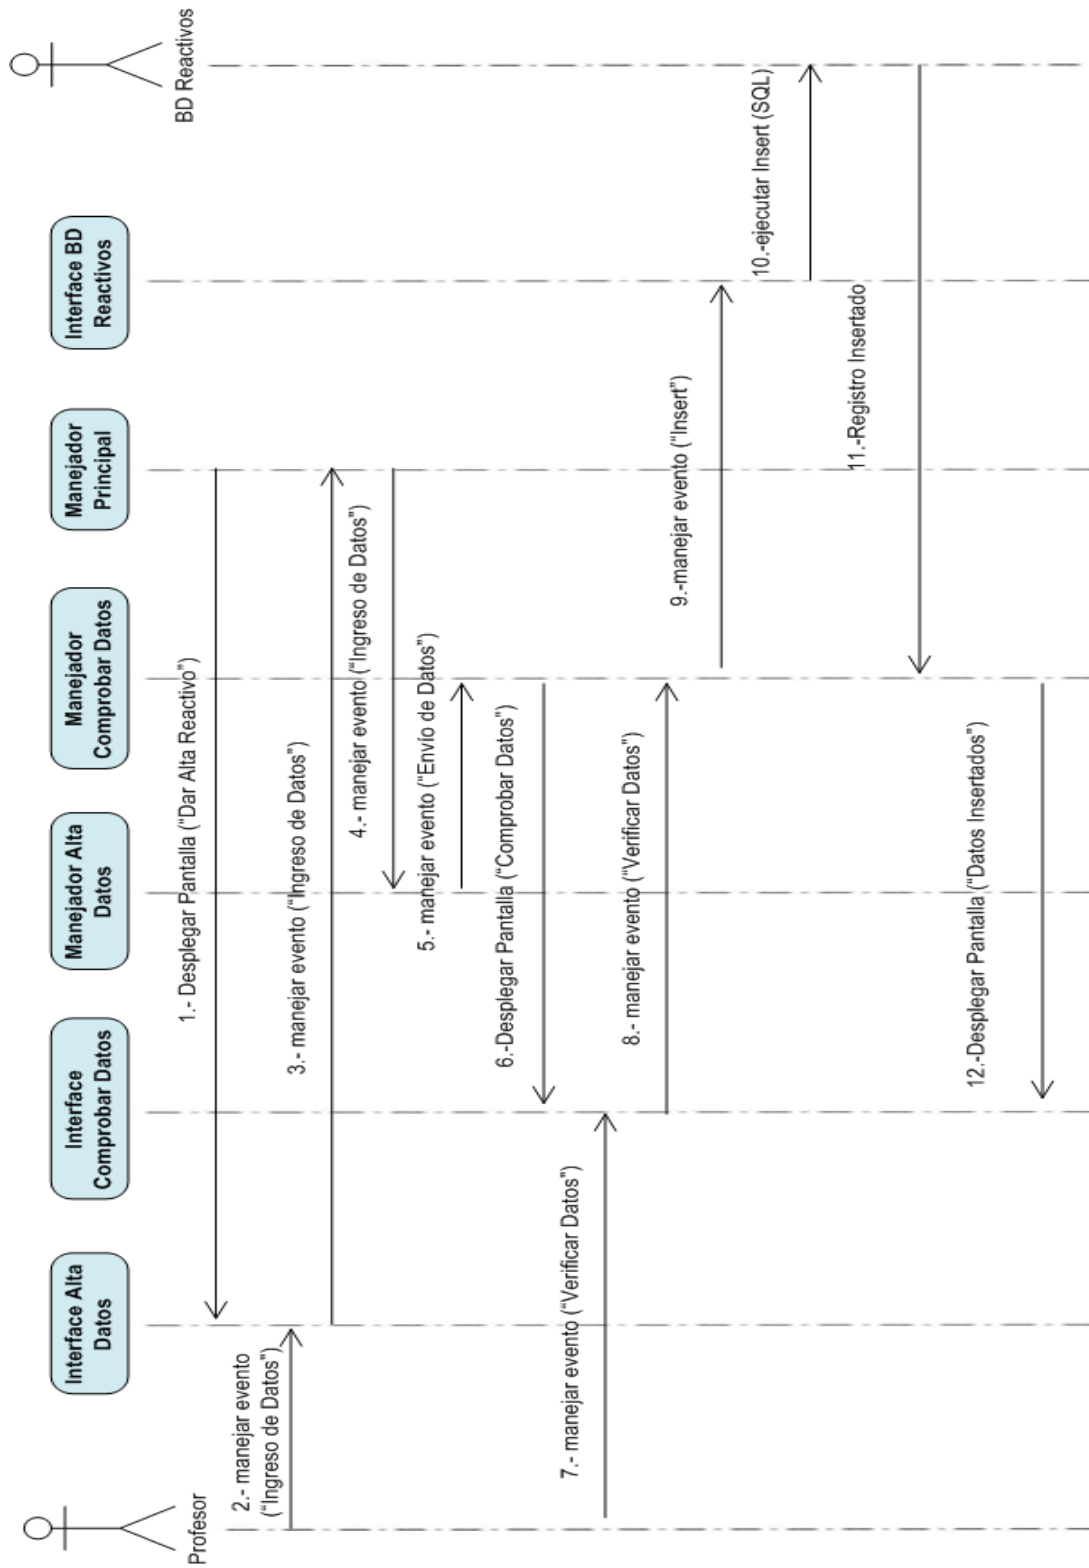 Profesor
Interface Alta
Datos
Interface
Comprobar Datos
Manejador Alta
Datos
Manejador
Comprobar Datos
Manejador
Principal
Interface BD
Reactivos
BD Reactivos
1.- Desplegar Pantalla (“Dar Alta Reactivo”)
2.- manejar evento
(“Ingreso de Datos”)
3.- manejar evento (“Ingreso de Datos”)
4.- manejar evento (“Ingreso de Datos”)
5.- manejar evento (“Envío de Datos”)
6.-Desplegar Pantalla (“Comprobar Datos”)
7.- manejar evento (“Verificar Datos”)
8.- manejar evento (“Verificar Datos”)
9.-manejar evento (“Insert”)
10.-ejecutar Insert (SQL)
11.-Registro Insertado
12.-Desplegar Pantalla (“Datos Insertados”)